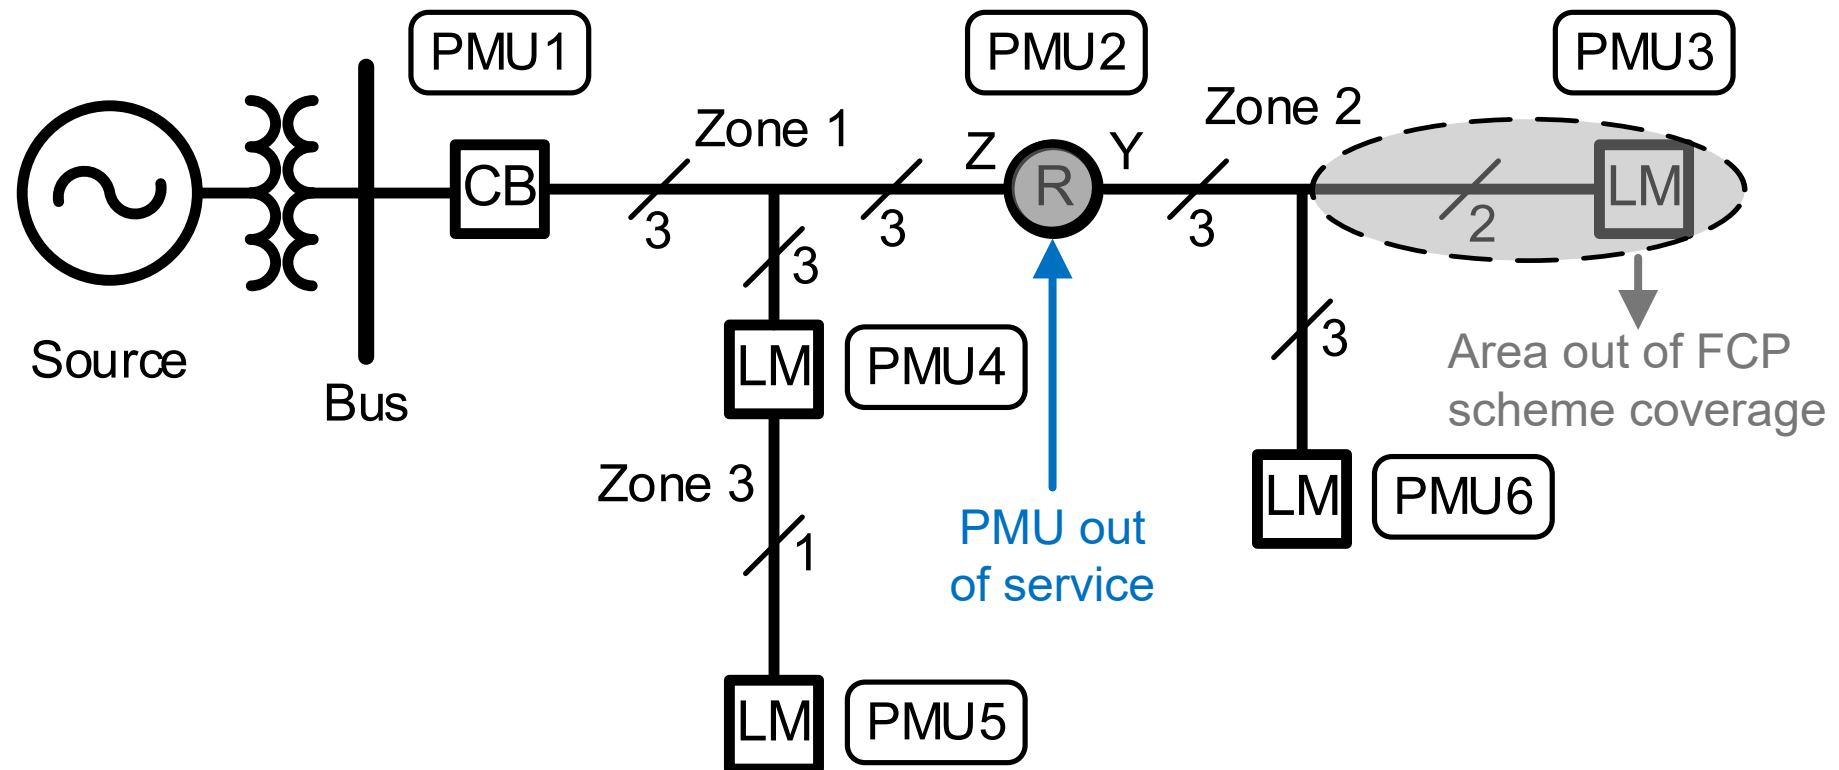 PMU1
PMU2
PMU3
Zone 1
Zone 2
Z
R
Y
CB
LM
3
3
3
2
3
3
Source
Bus
LM
PMU4
Area out of FCP
scheme coverage
Zone 3
LM
PMU6
PMU out
of service
1
LM
PMU5